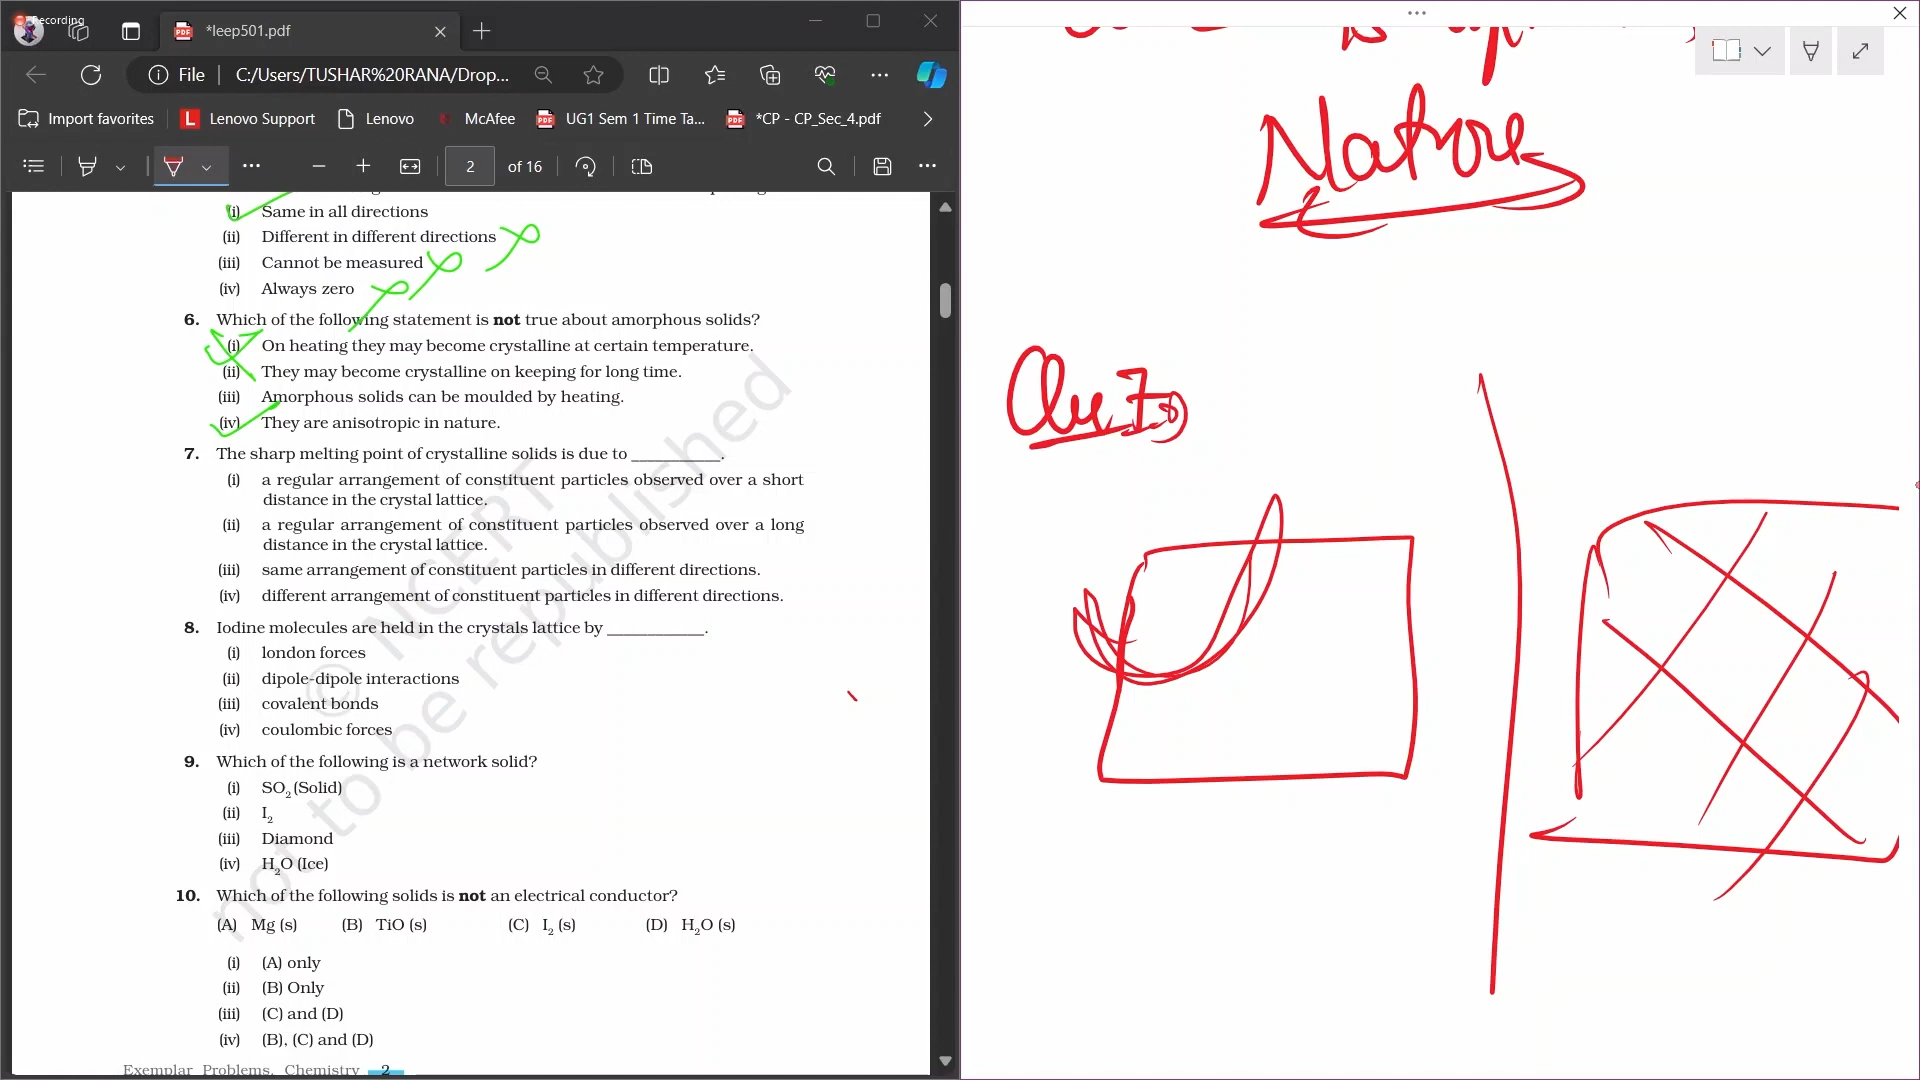 Recording
*leep501.pdf
File
C:/Users/TUSHAR%20RANA/Drop...
Import favorites
Lenovo Support
Lenovo
McAfee
UG1 Sem 1 Time Ta...
*CP - CP_Sec_4.pdf
2 of 16
(i) Same in all directions
(ii) Different in different directions
(iii) Cannot be measured
(iv) Always zero
6. Which of the following statement is not true about amorphous solids?
(i) On heating they may become crystalline at certain temperature.
(ii) They may become crystalline on keeping for long time.
(iii) Amorphous solids can be moulded by heating.
(iv) They are anisotropic in nature.
7. The sharp melting point of crystalline solids is due to ___________.
(i) a regular arrangement of constituent particles observed over a short
distance in the crystal lattice.
(ii) a regular arrangement of constituent particles observed over a long
distance in the crystal lattice.
(iii) same arrangement of constituent particles in different directions.
(iv) different arrangement of constituent particles in different directions.
8. Iodine molecules are held in the crystals lattice by ____________.
(i) london forces
(ii) dipole-dipole interactions
(iii) covalent bonds
(iv) coulombic forces
9. Which of the following is a network solid?
(i) SO2 (Solid)
(ii) I2
(iii) Diamond
(iv) H2O (Ice)
10. Which of the following solids is not an electrical conductor?
(A) Mg (s) (B) TiO (s) (C) I2 (s) (D) H2O (s)
(i) (A) only
(ii) (B) Only
(iii) (C) and (D)
(iv) (B), (C) and (D)
Exemplar Problems, Chemistry 2
© NCERT
not to be republished
Nature
Que 7